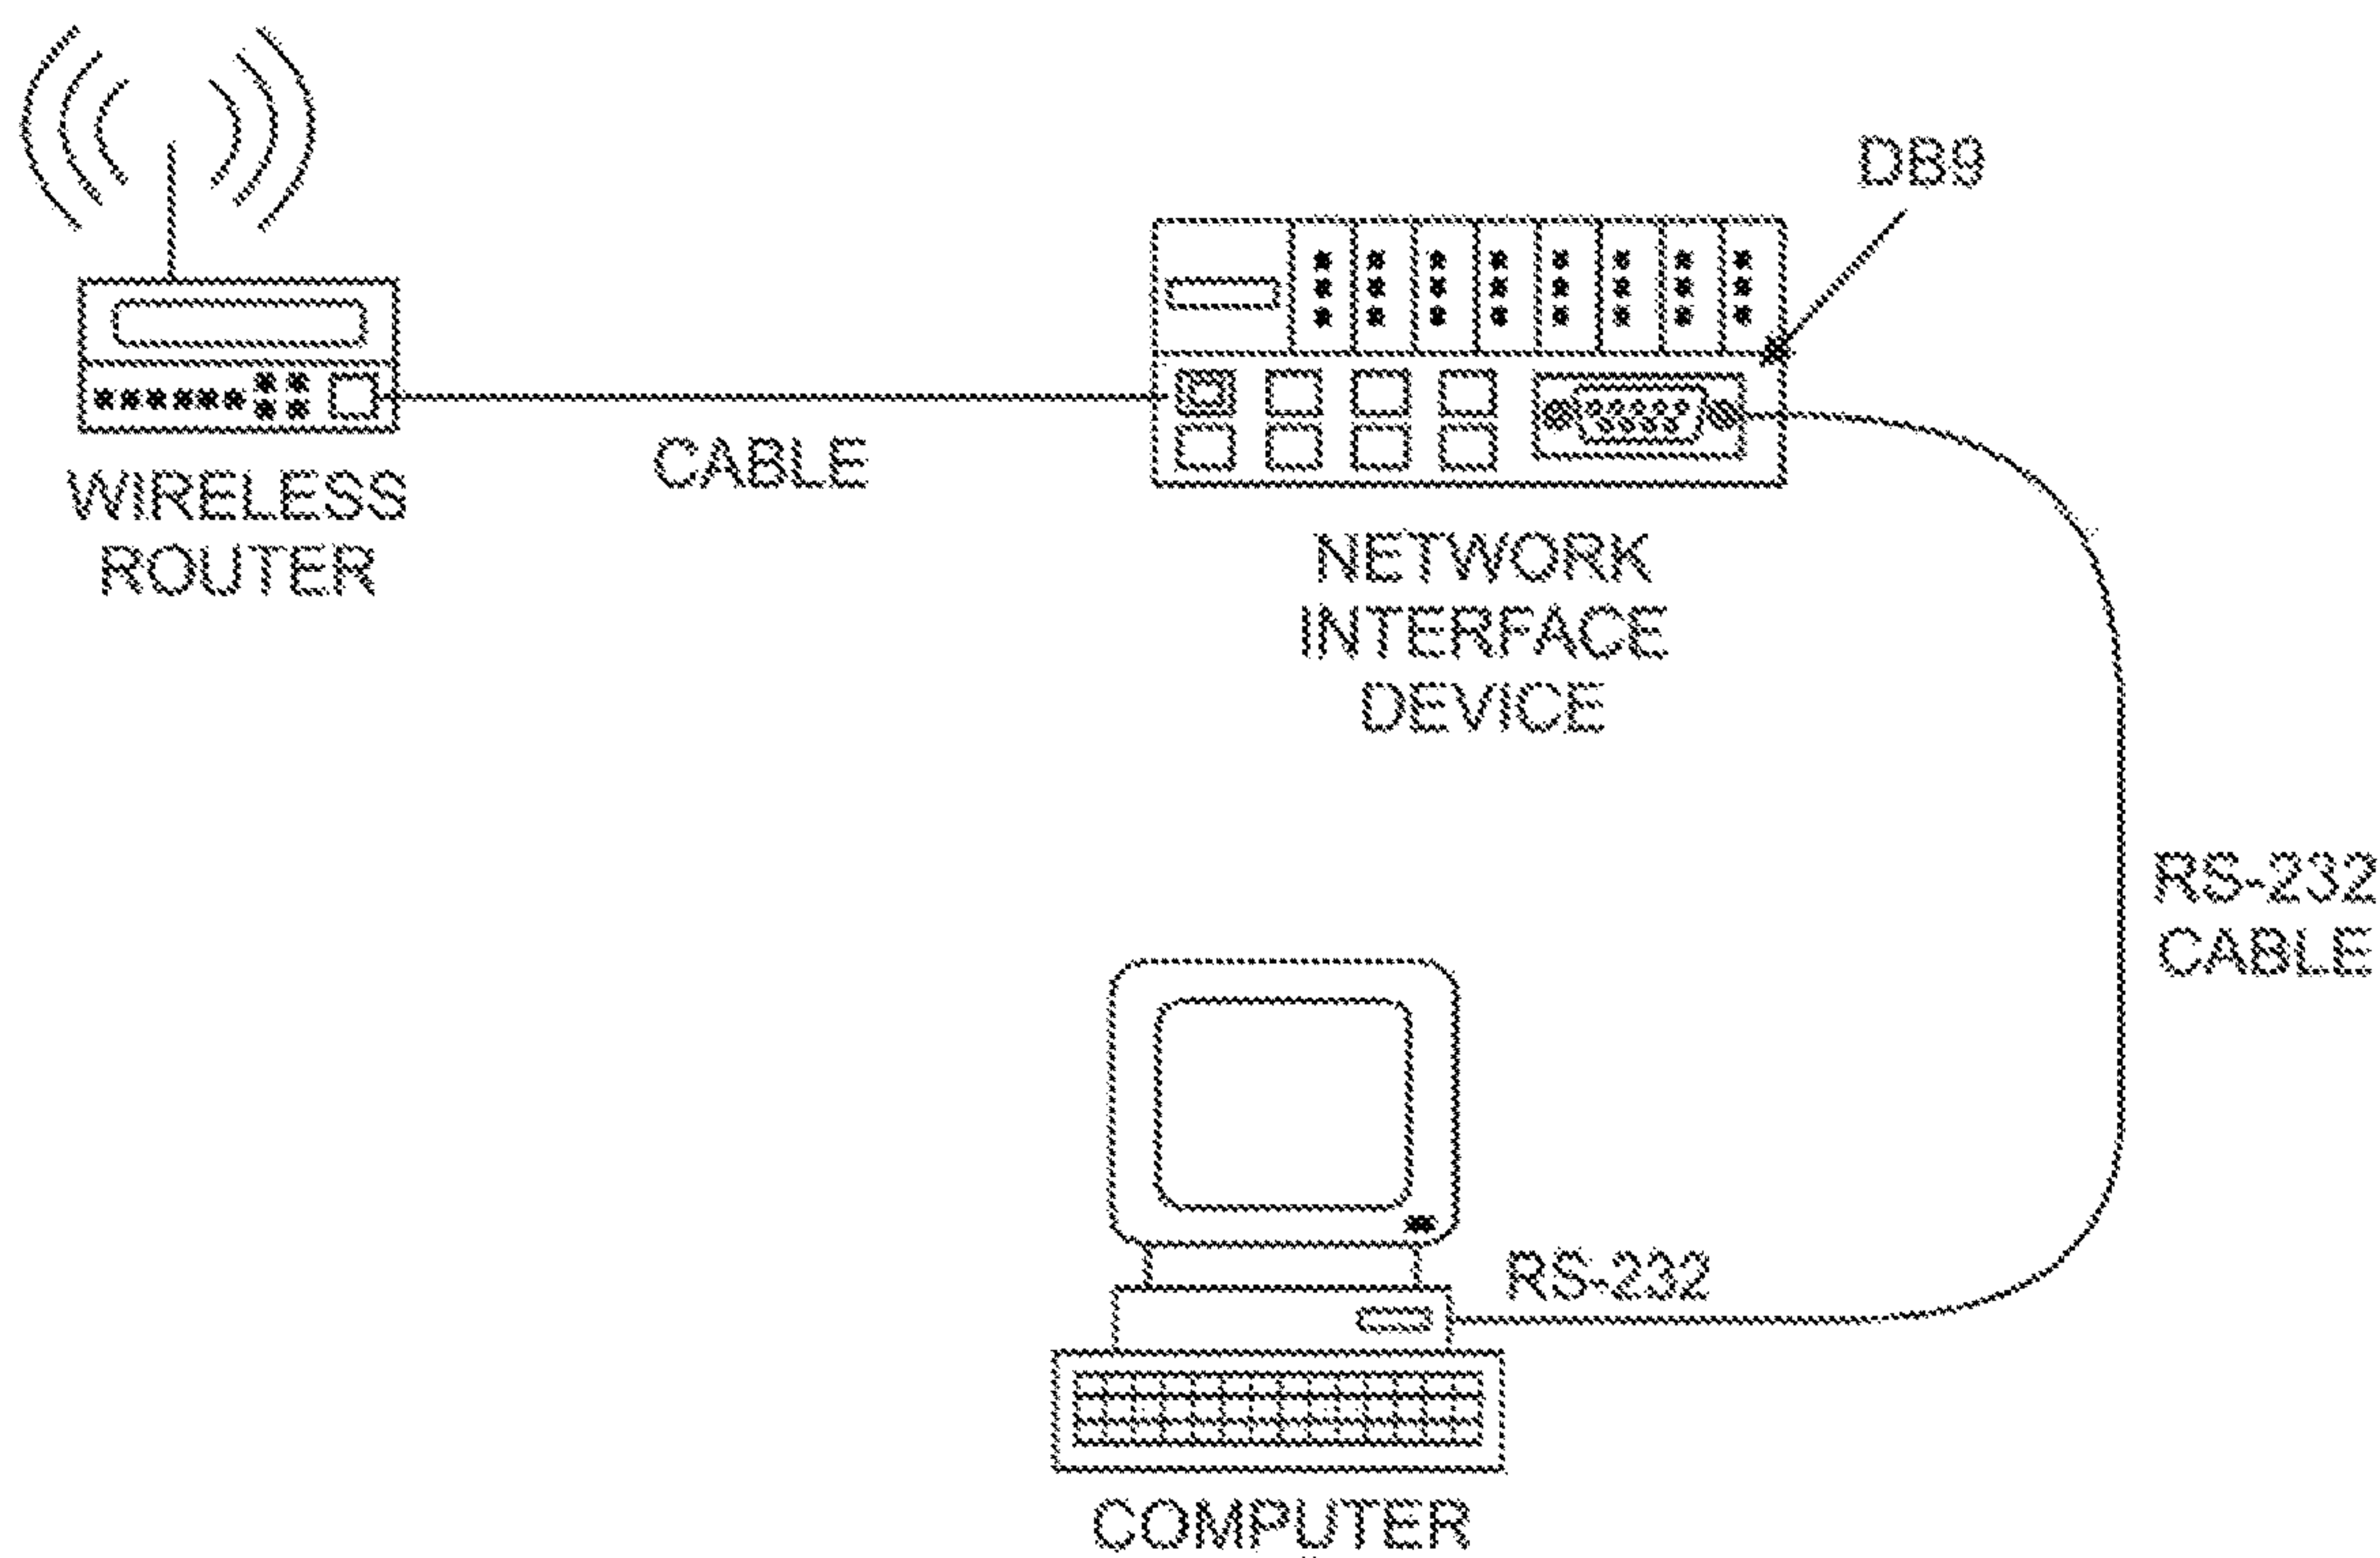 DB9
CABLE
WIRELESS
ROUTER
NETWORK
INTERFACE
DEVICE
RS-232
CABLE
RS-232
COMPUTER